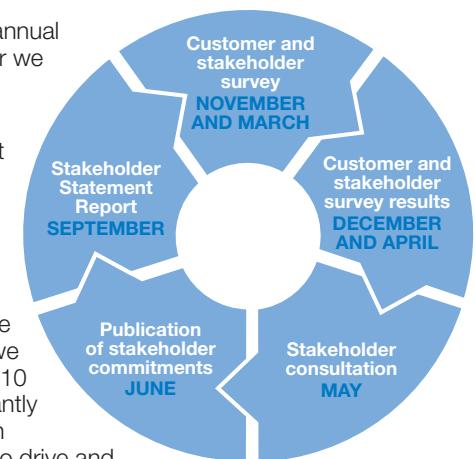 annual
r we
t
e
we
10
antly
n
o drive and
Customer and
stakeholder
survey
NOVEMBER
AND MARCH
Customer and
stakeholder
survey results
DECEMBER
AND APRIL
Stakeholder
consultation
MAY
Publication
of stakeholder
commitments
JUNE
Stakeholder
Statement
Report
SEPTEMBER